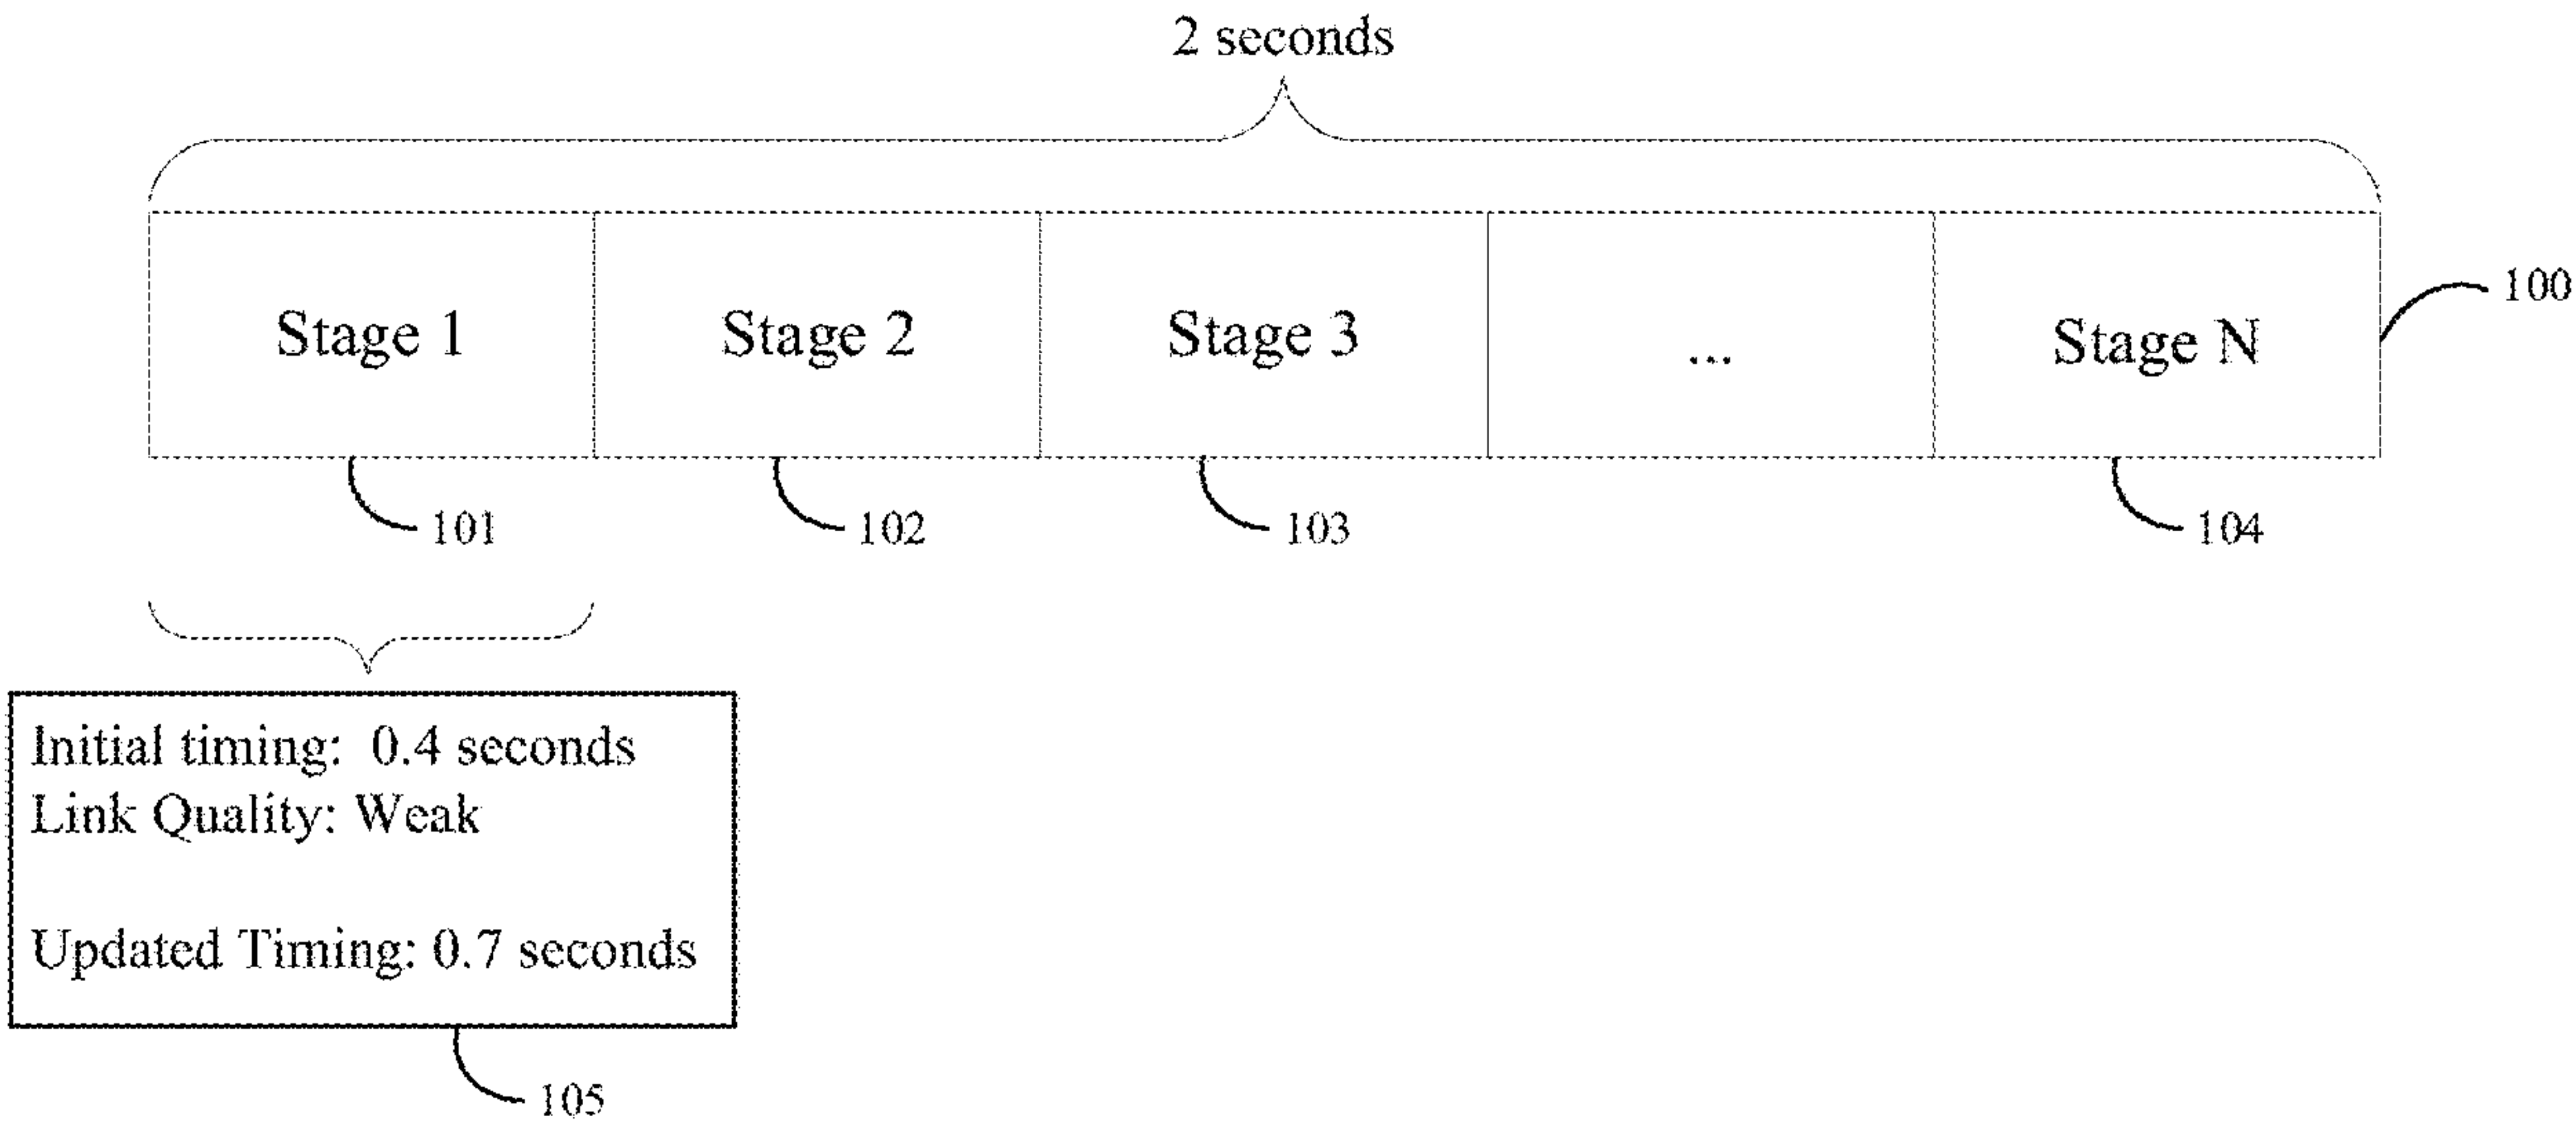 2 seconds
Stage 1
Stage 2
Stage 3
...
Stage N
100
101
102
103
104
Initial timing: 0.4 seconds
Link Quality: Weak
Updated Timing: 0.7 seconds
105